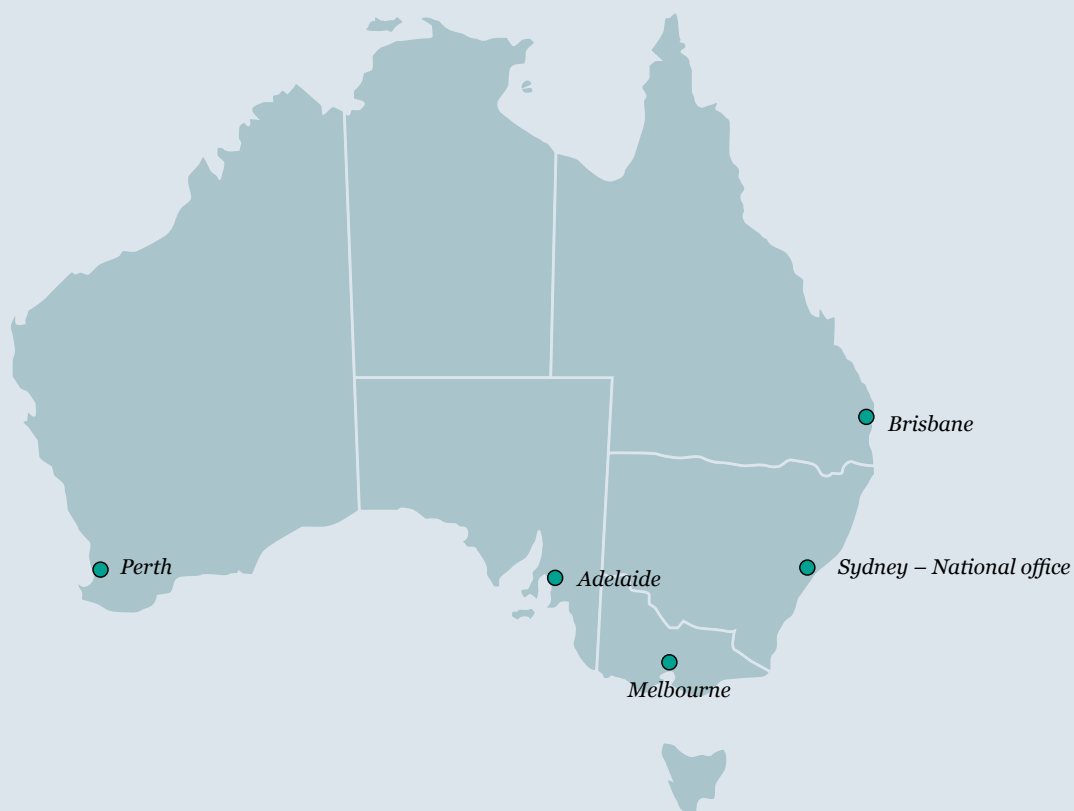 Brisbane
Perth
Sydney – National office
Adelaide
Melbourne